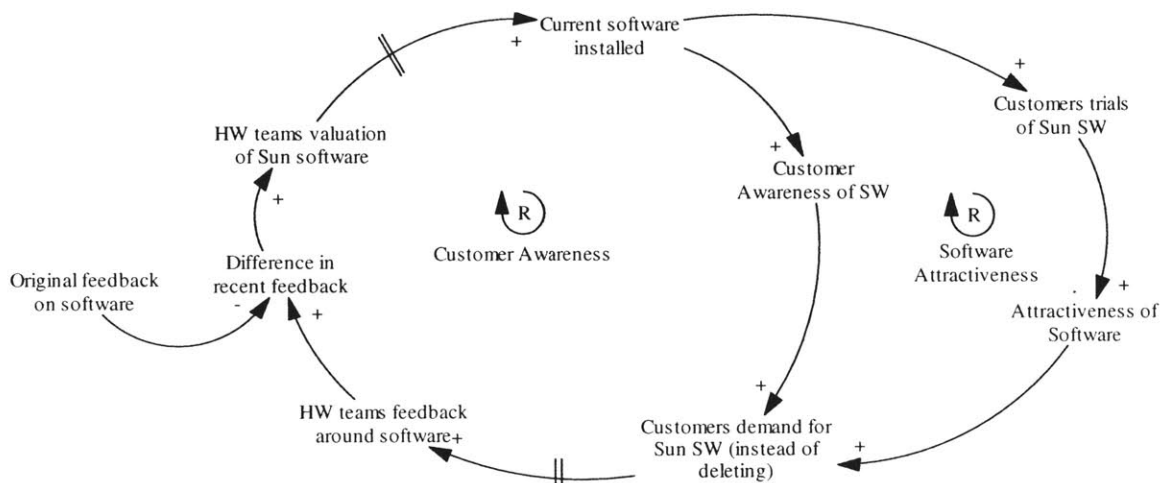 Current software
installed
+
+
Customers trials
of Sun SW
HW teams valuation
of Sun software
+
Customer
Awareness of SW
+
R
Customer Awareness
R
Software
Attractiveness
Difference in
recent feedback
Original feedback
on software
-
+
+
Attractiveness of
Software
HW teams feedback
around software+
+
Customers demand for
Sun SW (instead of
deleting)
+